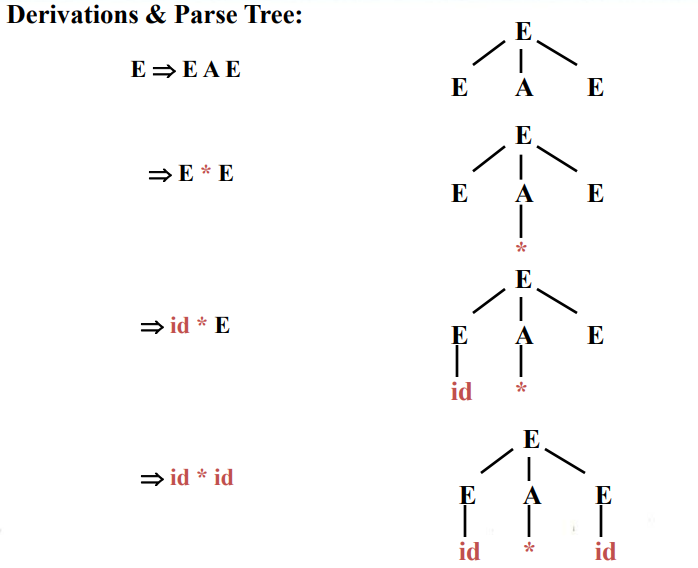 Derivations & Parse Tree:
E ⇒ E A E
E
E A E
⇒ E * E
E
E A E
*
⇒ id * E
E
E A E
id *
⇒ id * id
E
E A E
id * id